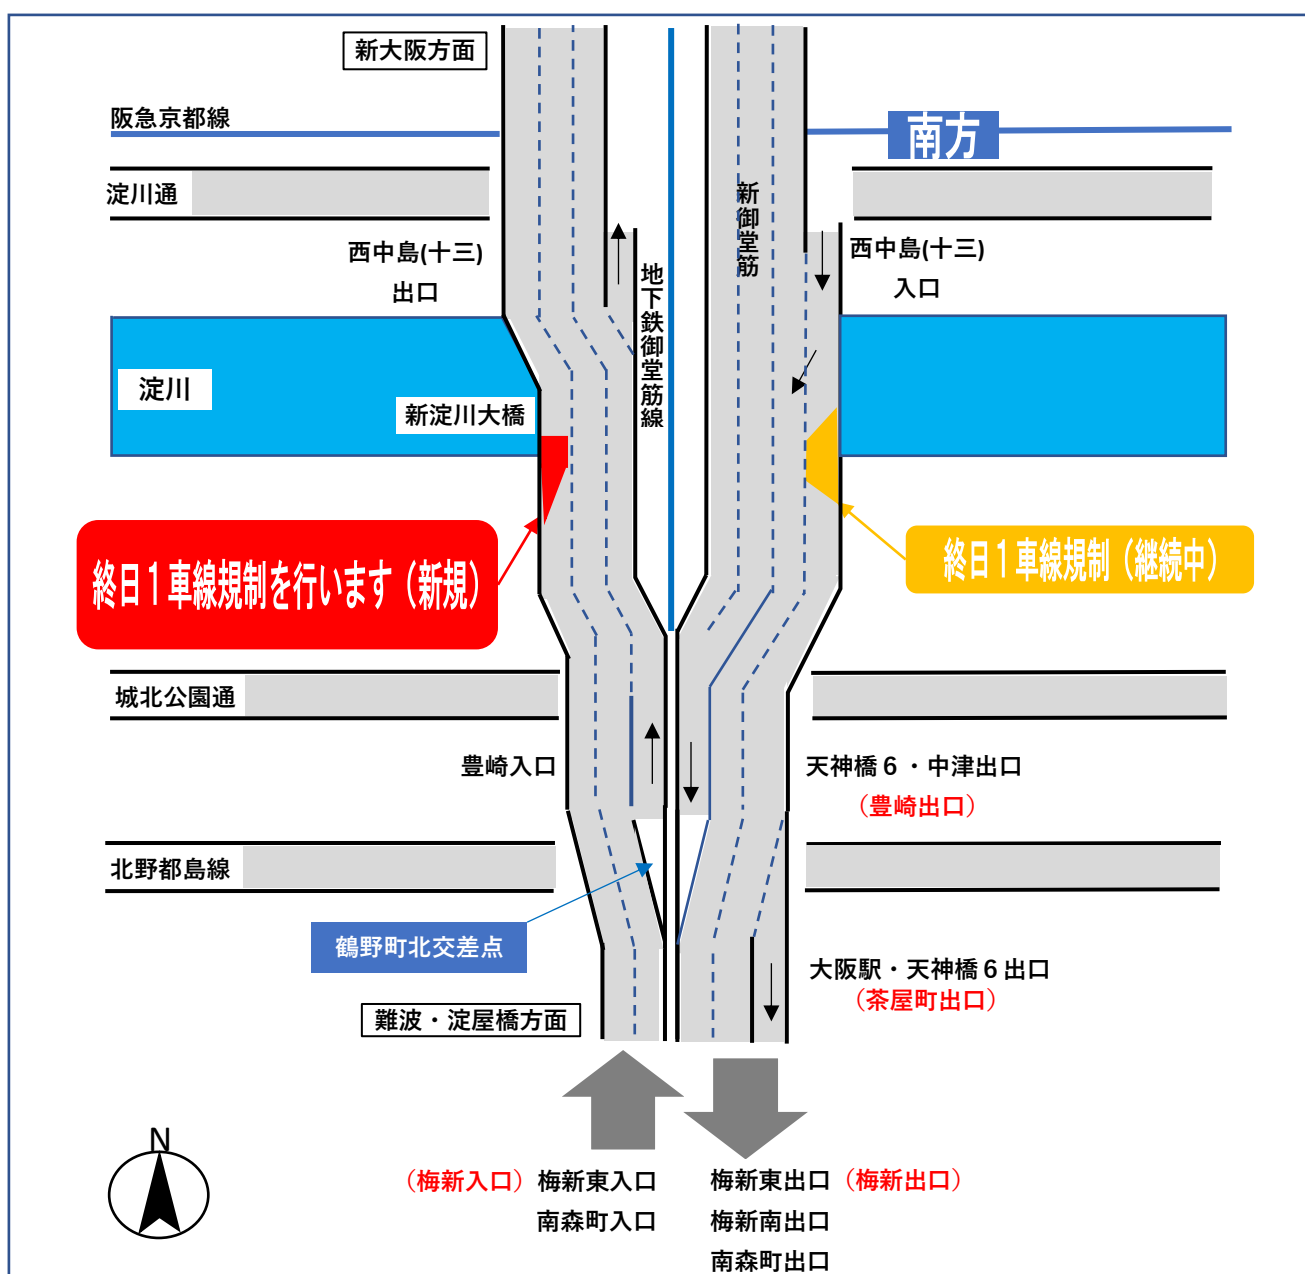 新大阪方面
阪急京都線
南方
淀川通
新御堂筋
西中島(十三)
出口
西中島(十三)
入口
地下鉄御堂筋線
淀川
新淀川大橋
終日１車線規制を行います（新規）
終日１車線規制（継続中）
城北公園通
豊崎入口
天神橋６・中津出口
（豊崎出口）
北野都島線
鶴野町北交差点
大阪駅・天神橋６出口
（茶屋町出口）
難波・淀屋橋方面
N
（梅新入口）梅新東入口
南森町入口
梅新東出口（梅新出口）
梅新南出口
南森町出口